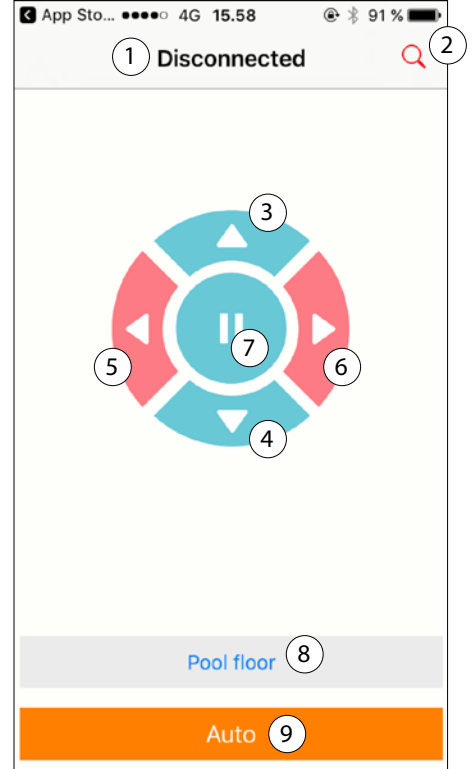 App Sto... 4G 15.58 91 %
1 Disconnected 2
3
7
5 6
4
Pool floor 8
Auto 9